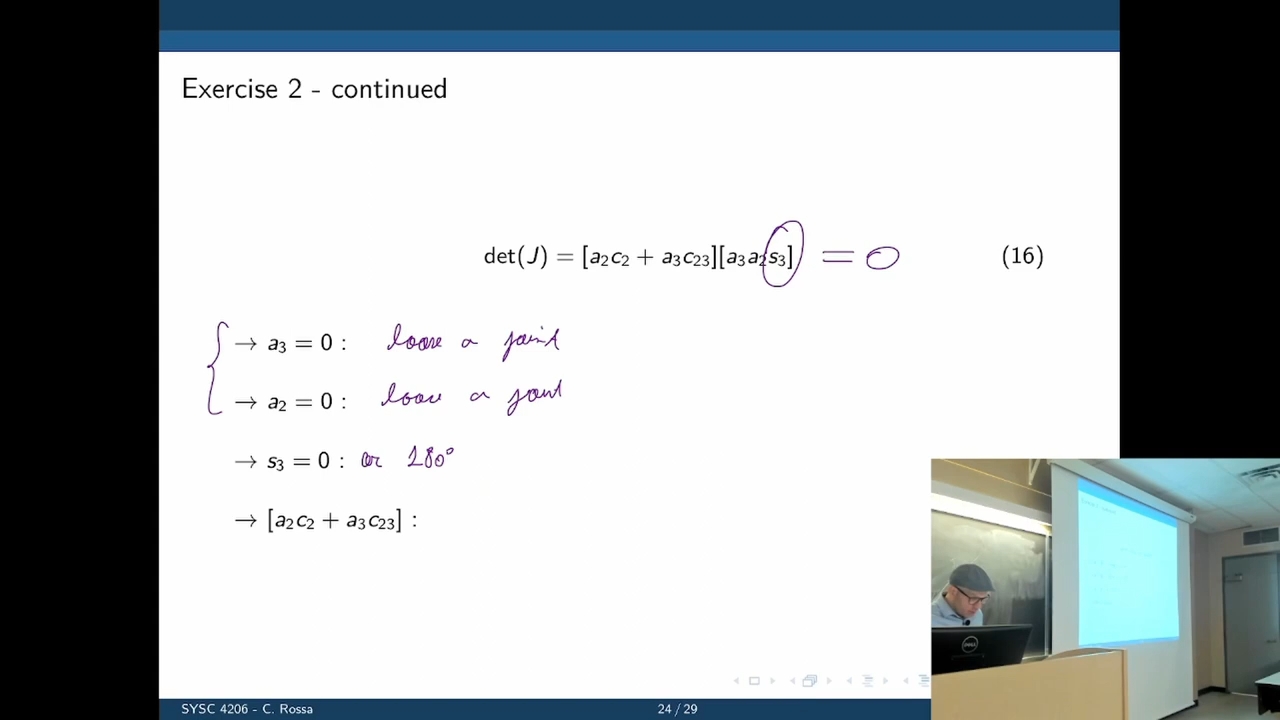 Exercise 2 - continued
det(J) = [a₂c₂ + a₃c₂₃][a₃a₂s₃] = 0 (16)
→ a₃ = 0 : loose a joint
→ a₂ = 0 : loose a joint
→ s₃ = 0 : or 180°
→ [a₂c₂ + a₃c₂₃] :
DELL
SYSC 4206 - C. Rossa 24 / 29